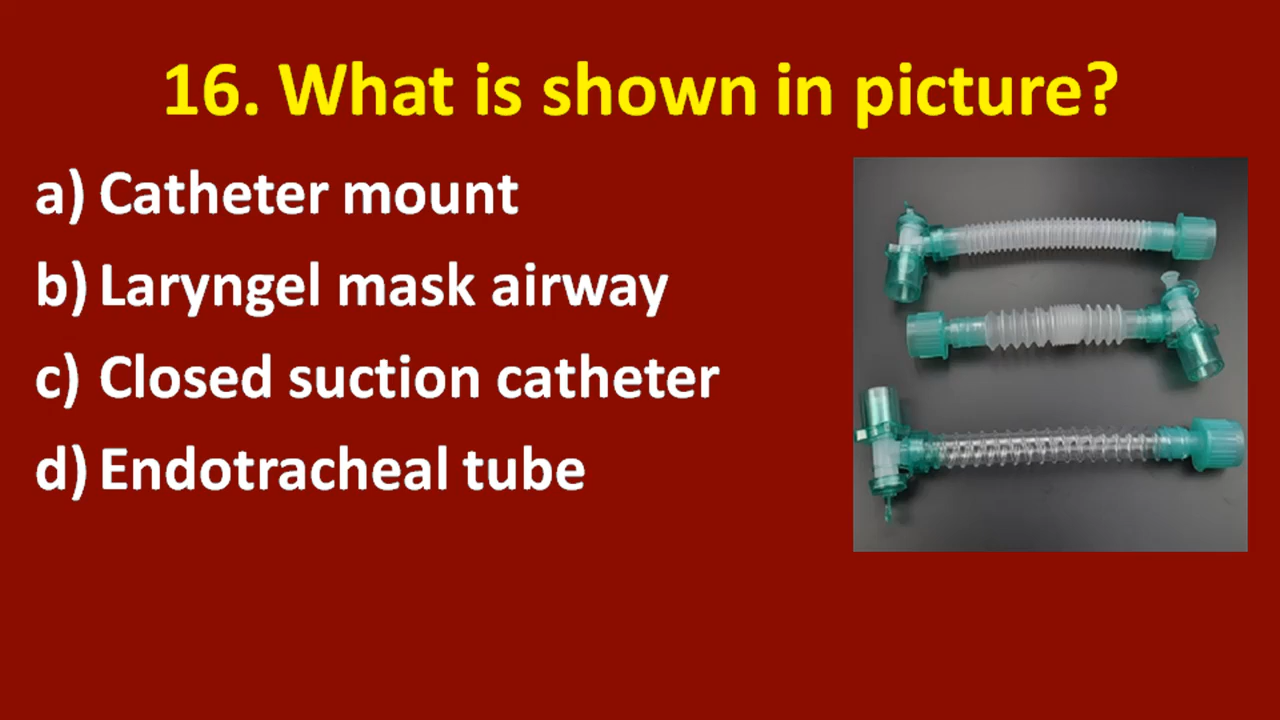 16. What is shown in picture?
a) Catheter mount
b) Laryngel mask airway
c) Closed suction catheter
d) Endotracheal tube